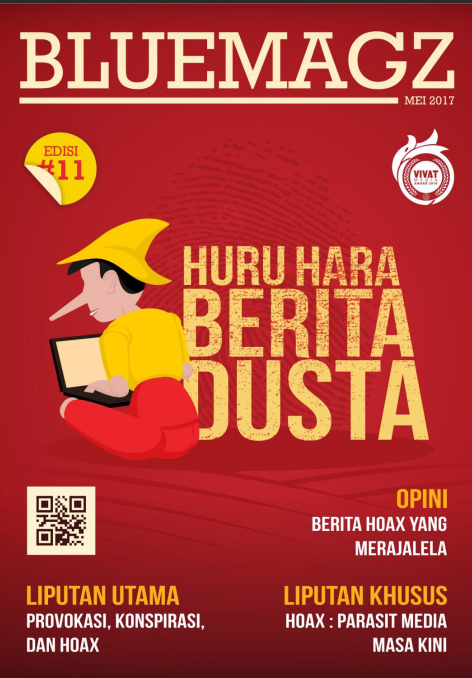 BLUEMAGZ
MEI 2017
EDISI
#11
VIVAT
HURU HARA
BERITA
DUSTA
OPINI
BERITA HOAX YANG
MERAJALELA
LIPUTAN UTAMA
PROVOKASI, KONSPIRASI,
DAN HOAX
LIPUTAN KHUSUS
HOAX : PARASIT MEDIA
MASA KINI